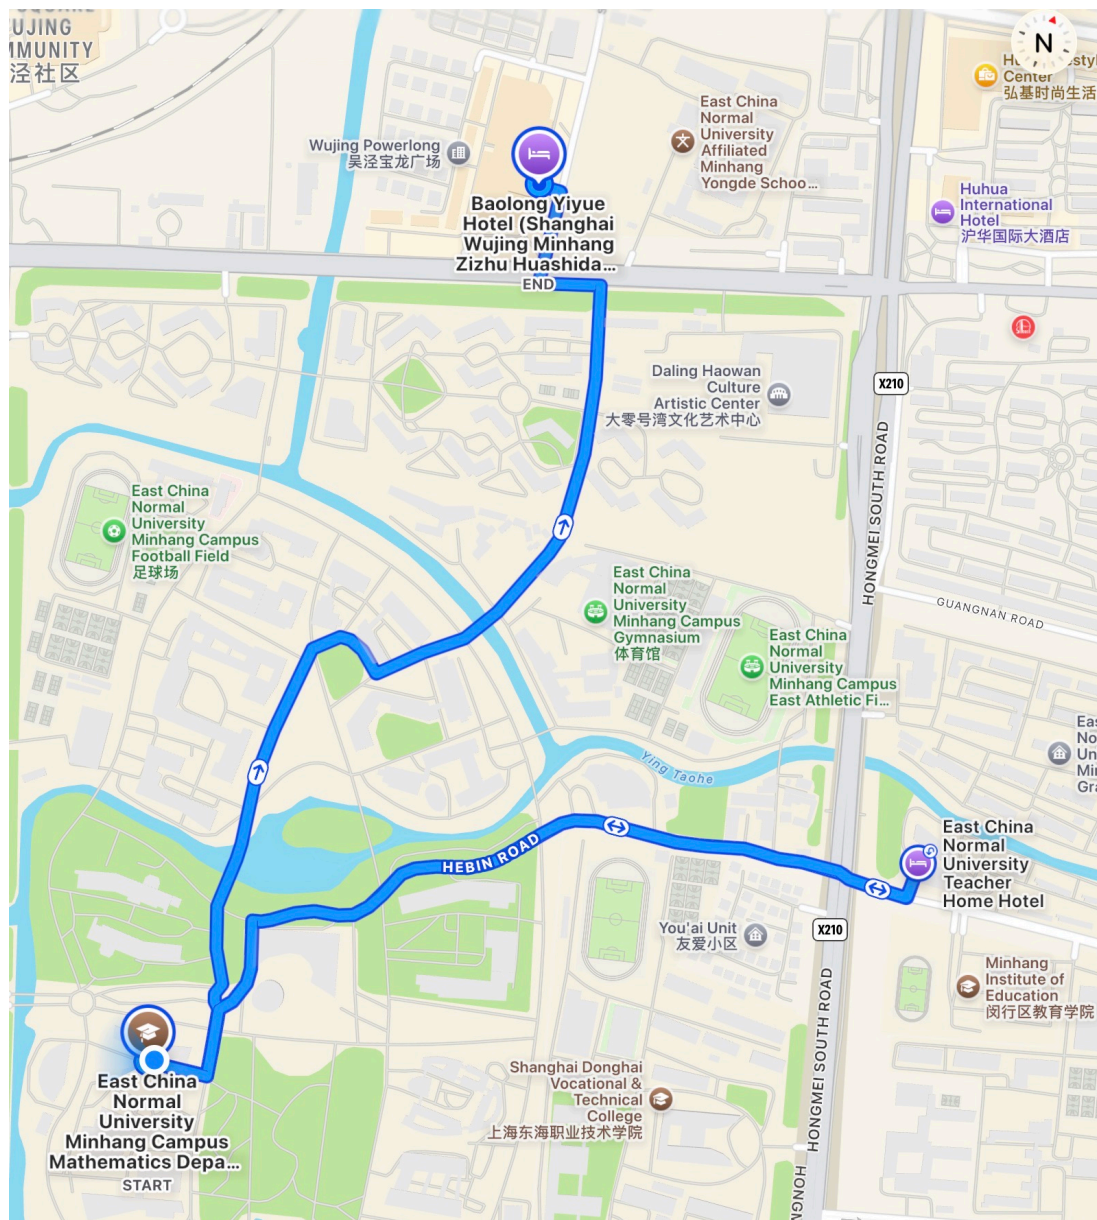 UJING
MMUNITY
泾社区
N
Center
弘基时尚生活
East China
Normal
University
Affiliated
Minhang
Yongde Schoo...
Wujing Powerlong
吴泾宝龙广场
Huhua
International
Hotel
沪华国际大酒店
Baolong Yiyue
Hotel (Shanghai
Wujing Minhang
Zizhu Huashida...
END
Daling Haowan
Culture
Artistic Center
大零号湾文化艺术中心
X210
HONGMEI SOUTH ROAD
East China
Normal
University
Minhang Campus
Football Field
足球场
East China
Normal
University
Minhang Campus
Gymnasium
体育馆
GUANGNAN ROAD
East China
Normal
University
Minhang Campus
East Athletic Fi...
Ying Taohe
Eas
No
Un
Mi
Gra
HEBIN ROAD
East China
Normal
University
Teacher
Home Hotel
You'ai Unit
友爱小区
X210
Minhang
Institute of
Education
闵行区教育学院
HONGMEI SOUTH ROAD
Shanghai Donghai
Vocational &
Technical
College
上海东海职业技术学院
East China
Normal
University
Minhang Campus
Mathematics Depa...
START
HONG